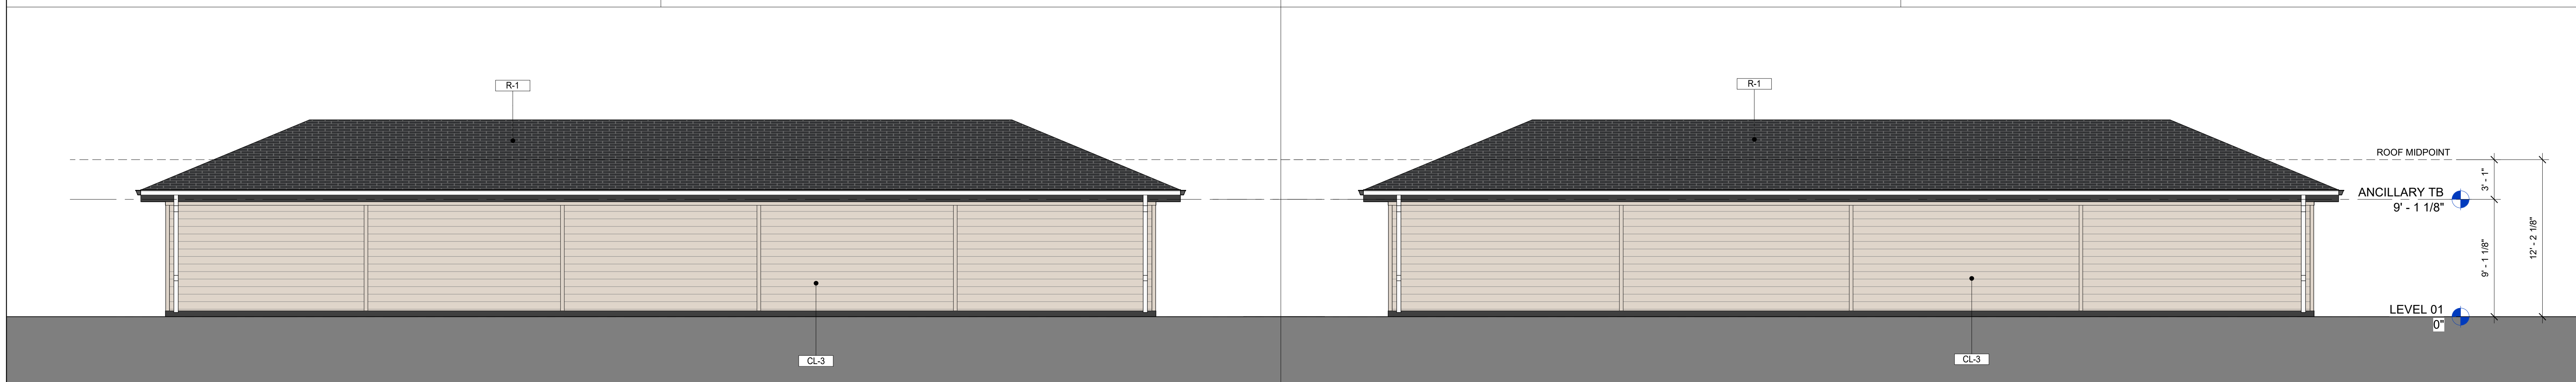 R-1
R-1
ROOF MIDPOINT
3' - 1"
ANCILLARY TB
9' - 1 1/8"
12' - 2 1/8"
9' - 1 1/8"
LEVEL 01
0"
CL-3
CL-3